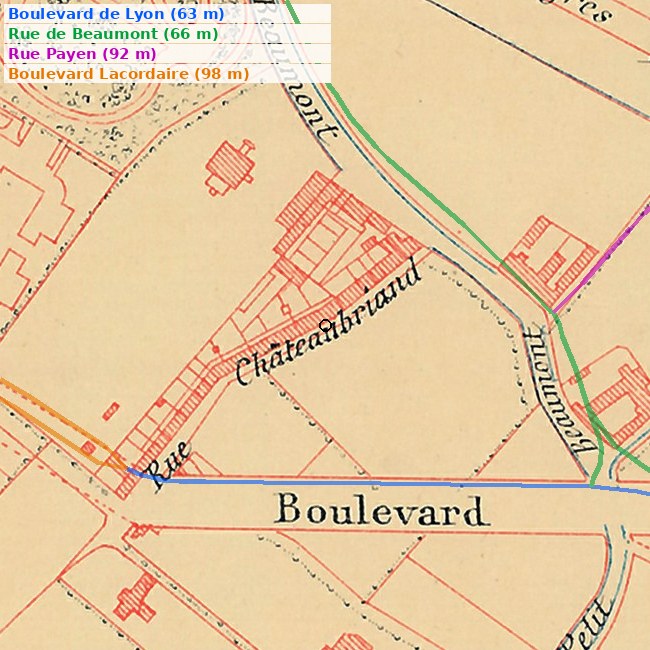 Boulevard de Lyon (63 m)
Rue de Beaumont (66 m)
Rue Payen (92 m)
Boulevard Lacordaire (98 m)
Beaumont
Rue Châteaubriand
Beaumont
Boulevard
Petit